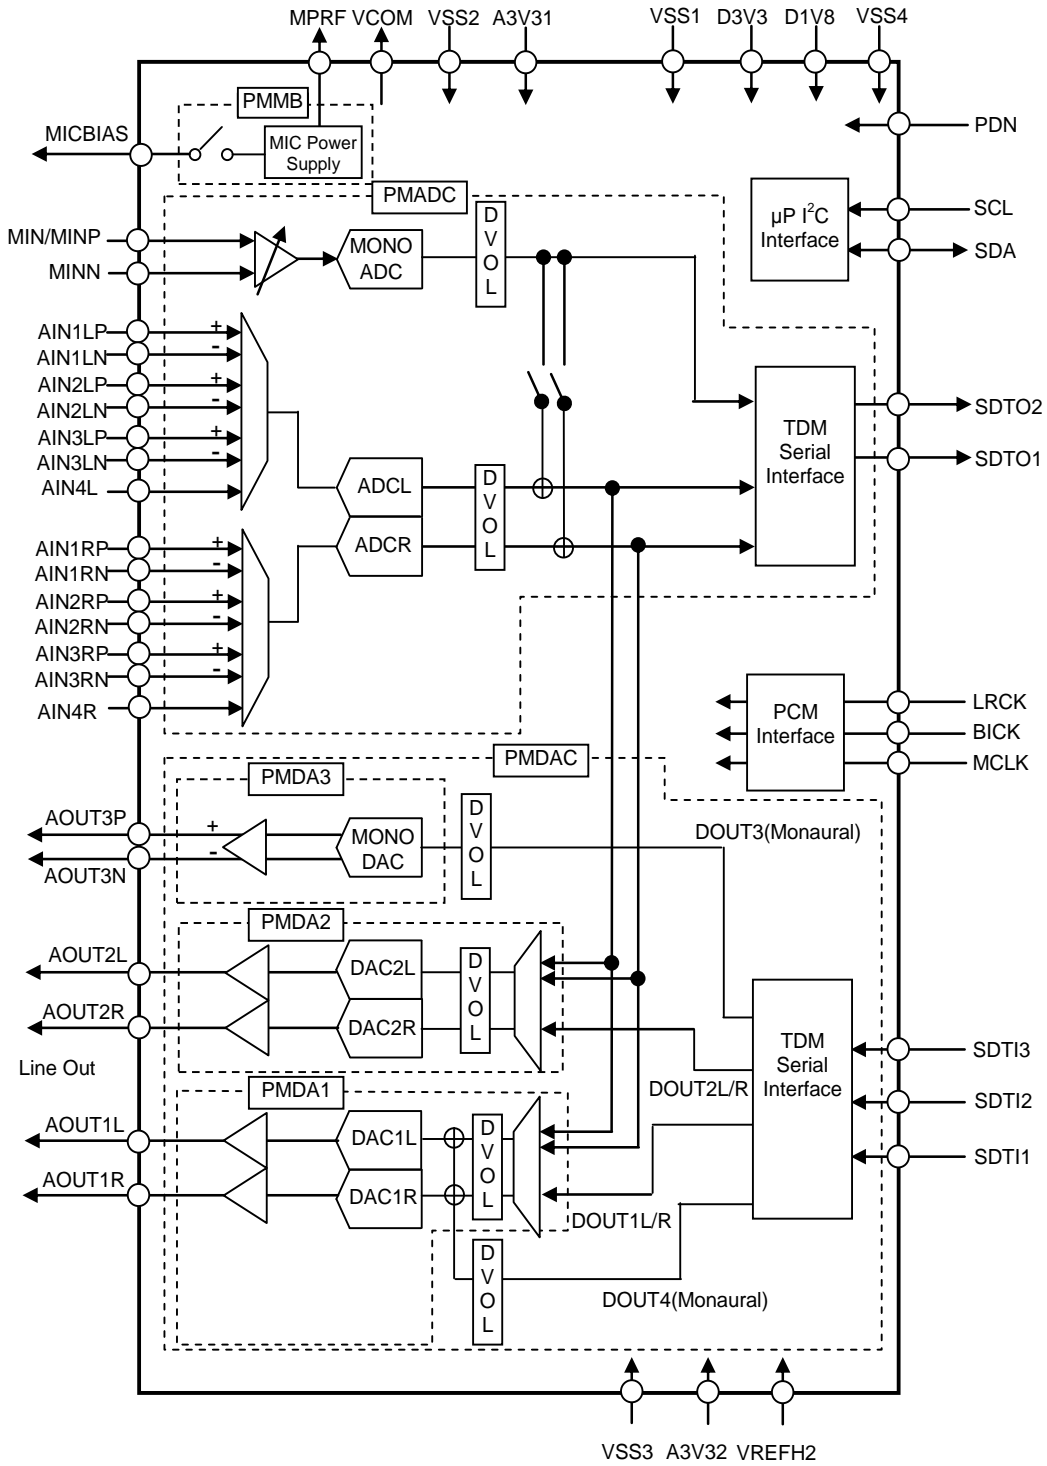 MPRF VCOM VSS2 A3V31 VSS1 D3V3 D1V8 VSS4
PMMB
MICBIAS
MIC Power
Supply
PDN
PMADC
µP I²C
Interface
SCL
SDA
MIN/MINP
MINN
MONO
ADC
D
V
O
L
AIN1LP
+
AIN1LN
-
AIN2LP
+
AIN2LN
-
AIN3LP
+
AIN3LN
-
AIN4L
TDM
Serial
Interface
SDTO2
SDTO1
ADCL
ADCR
D
V
O
L
AIN1RP
+
AIN1RN
-
AIN2RP
+
AIN2RN
-
AIN3RP
+
AIN3RN
-
AIN4R
PCM
Interface
LRCK
BICK
MCLK
PMDAC
PMDA3
AOUT3P
+
-
AOUT3N
MONO
DAC
D
V
O
L
DOUT3(Monaural)
PMDA2
AOUT2L
AOUT2R
DAC2L
DAC2R
D
V
O
L
Line Out
TDM
Serial
Interface
SDTI3
SDTI2
SDTI1
DOUT2L/R
PMDA1
AOUT1L
AOUT1R
DAC1L
DAC1R
D
V
O
L
DOUT1L/R
D
V
O
L
DOUT4(Monaural)
VSS3 A3V32 VREFH2